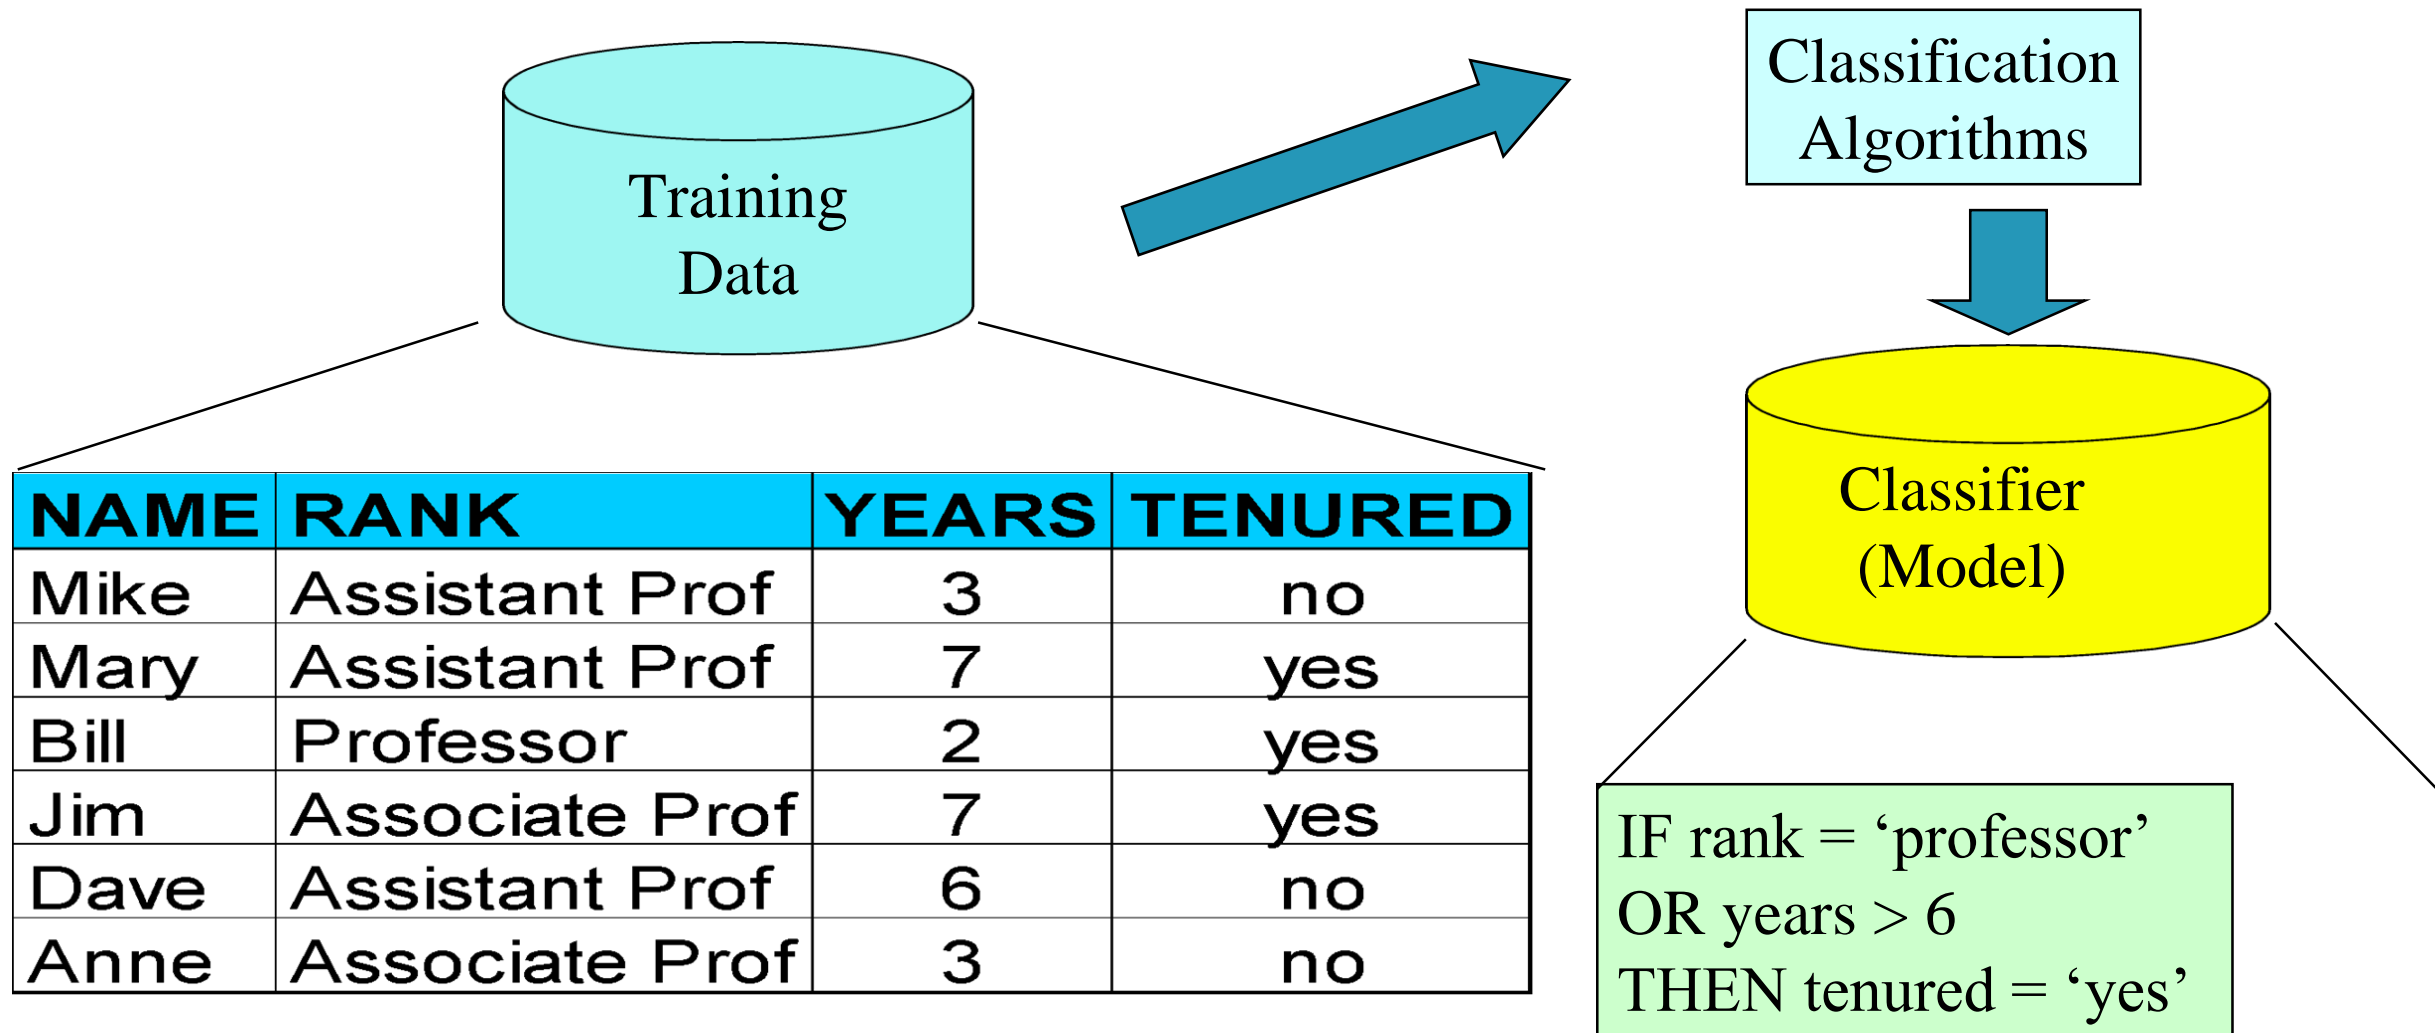 Training
Data
Classification
Algorithms
Classifier
(Model)
NAME RANK YEARS TENURED
Mike Assistant Prof 3 no
Mary Assistant Prof 7 yes
Bill Professor 2 yes
Jim Associate Prof 7 yes
Dave Assistant Prof 6 no
Anne Associate Prof 3 no
IF rank = ‘professor’
OR years > 6
THEN tenured = ‘yes’